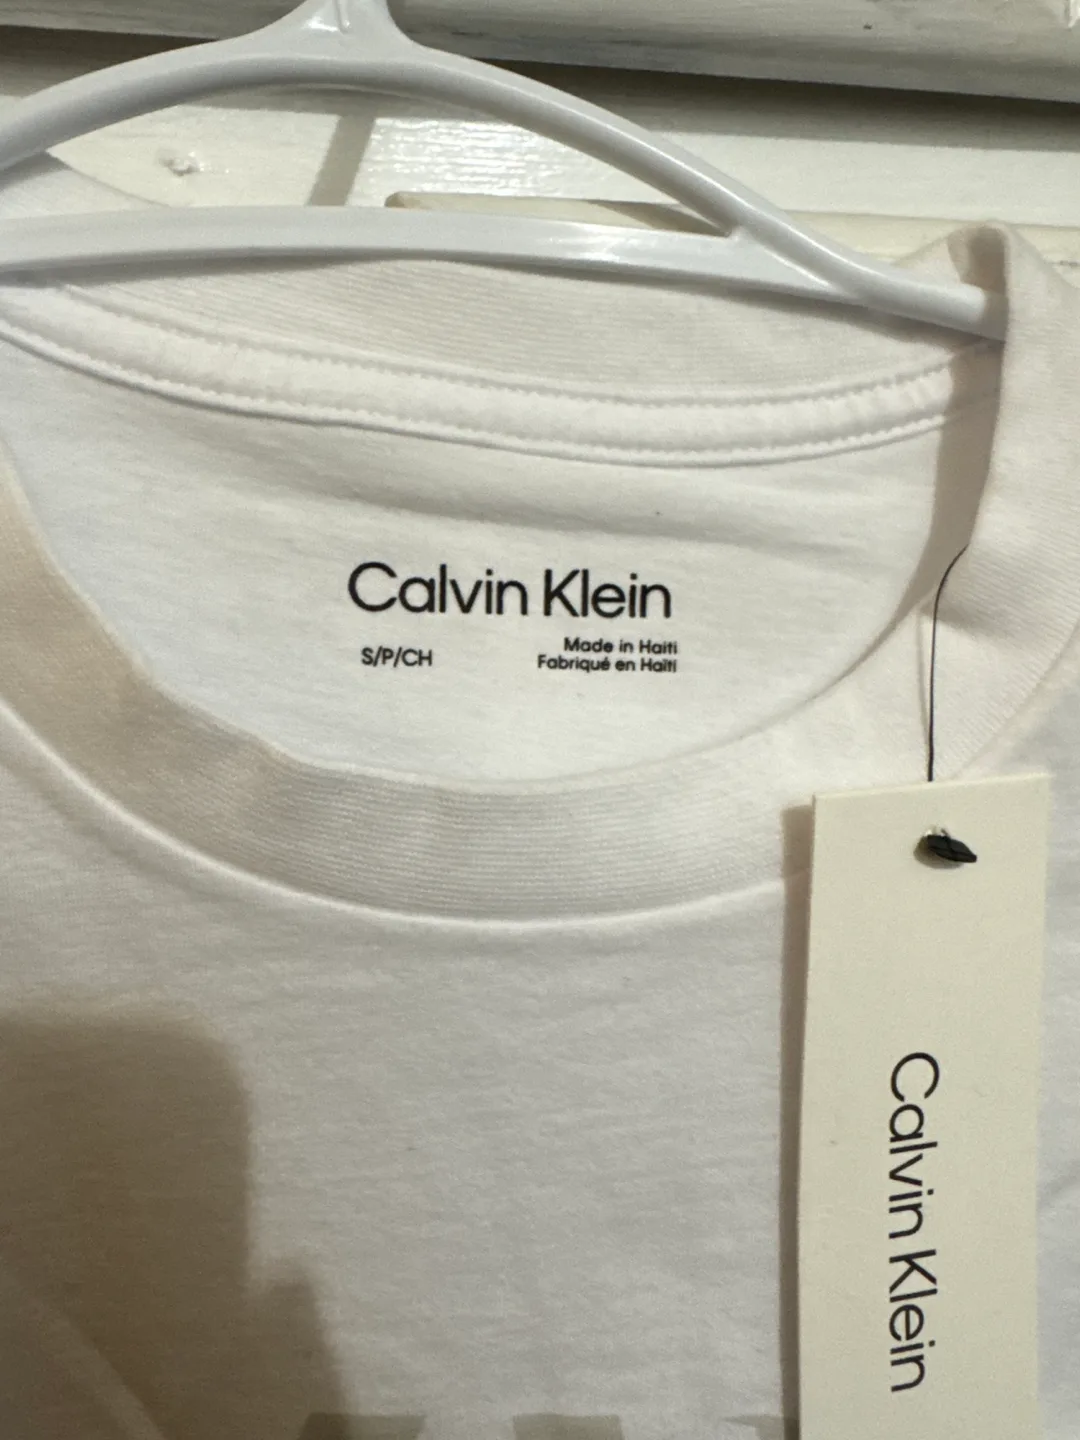 Calvin Klein
S/P/CH
Made in Haiti
Fabriqué en Haïti
Calvin Klein